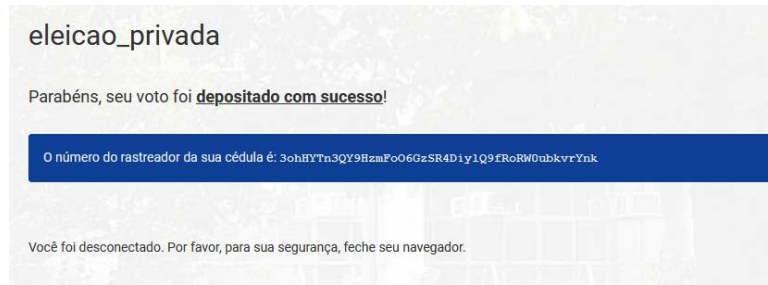 eleicao_privada
Parabéns, seu voto foi depositado com sucesso!
O número do rastreador da sua cédula é: 3ohHYTn3QY9HzmFoO6GzSR4Diy1Q9fRoRW0ubkvrYnk
Você foi desconectado. Por favor, para sua segurança, feche seu navegador.